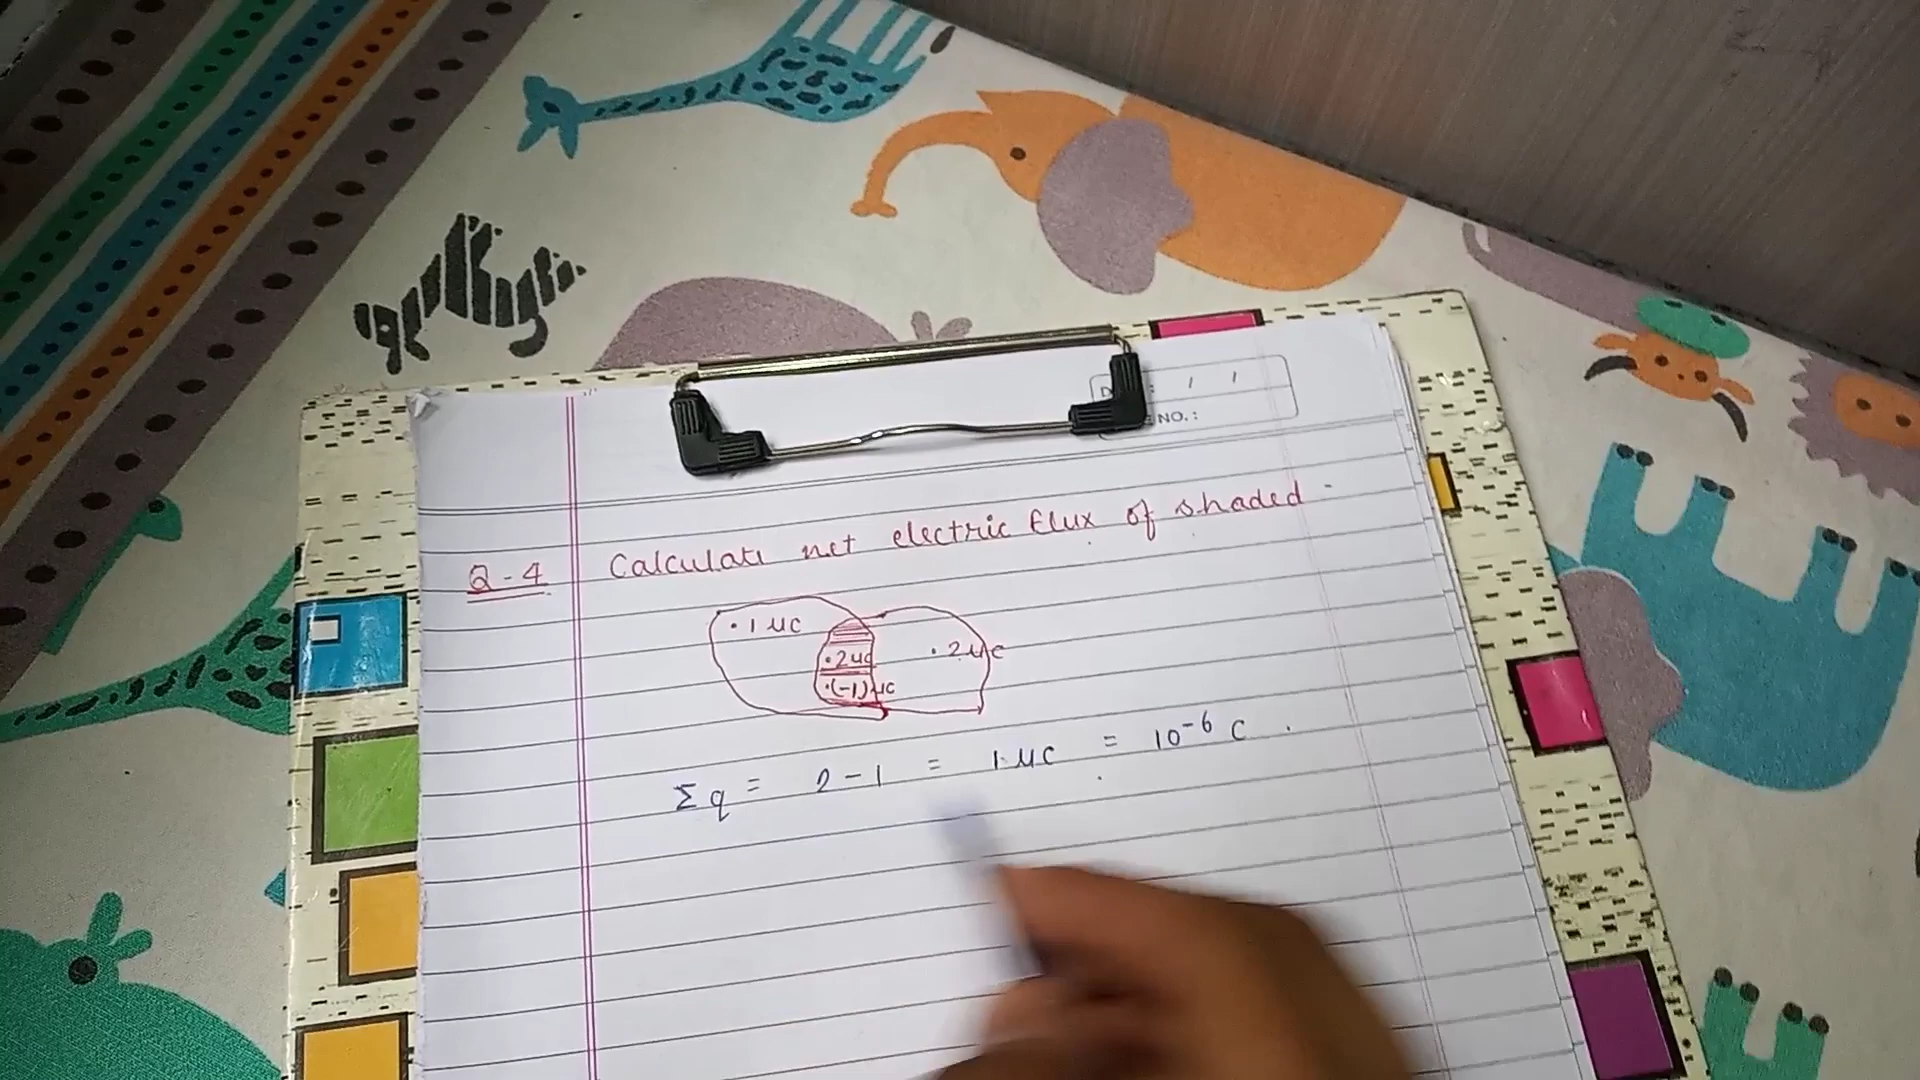 : / /
NO. :
Q-4 Calculate net electric flux of shaded
. 1 μc
. 2 μc
. 2 μc
. (-1) μc
Σq = 2 - 1 = 1 μc = 10⁻⁶ C .